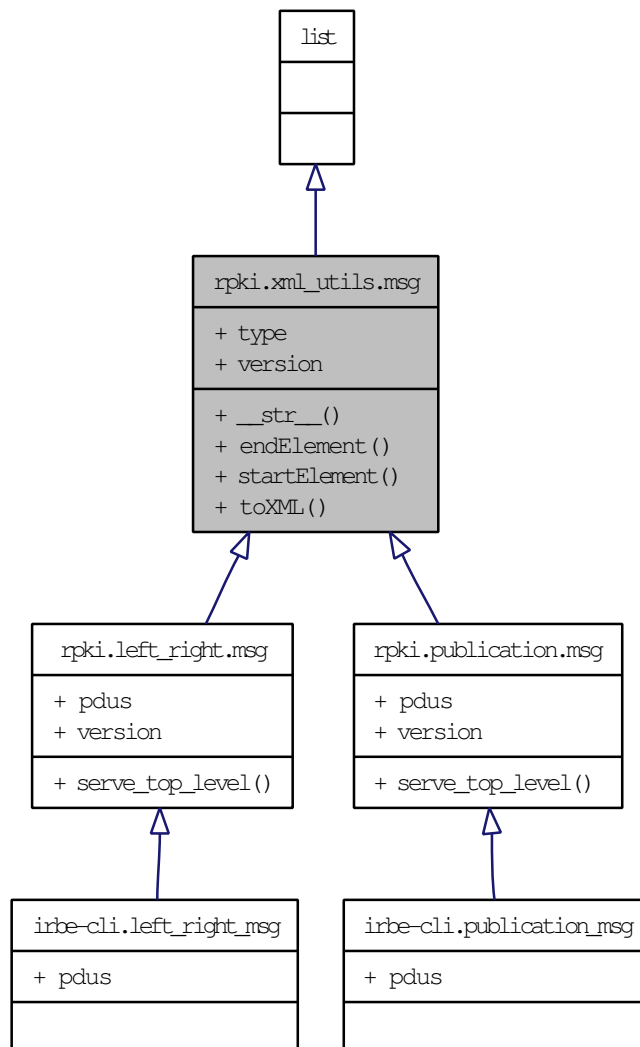 list
rpki.xml_utils.msg
+ type
+ version
+ __str__()
+ endElement()
+ startElement()
+ toXML()
rpki.left_right.msg
+ pdus
+ version
+ serve_top_level()
rpki.publication.msg
+ pdus
+ version
+ serve_top_level()
irbe-cli.left_right_msg
+ pdus
irbe-cli.publication_msg
+ pdus